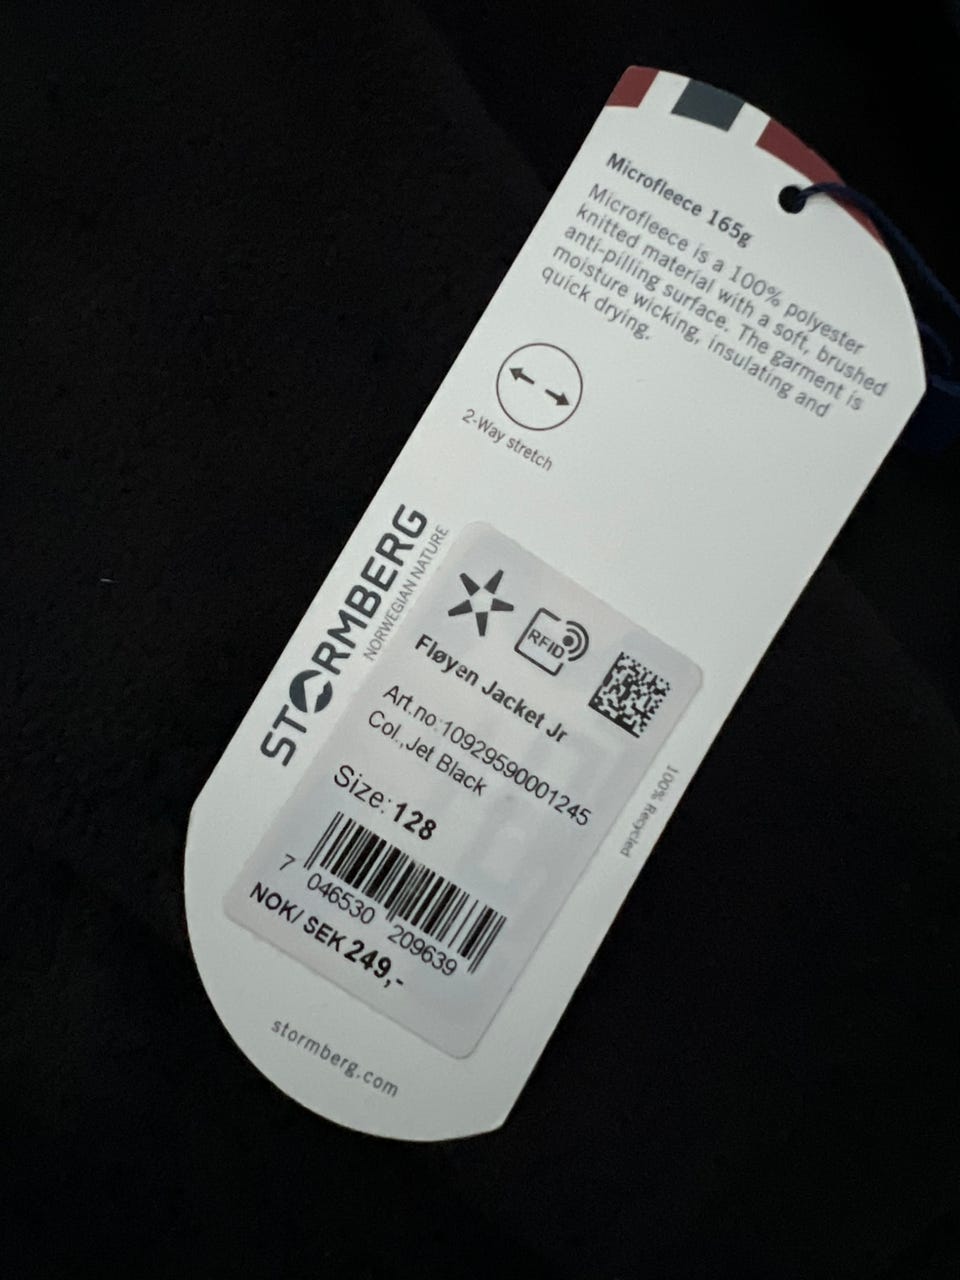 Microfleece 165g
Microfleece is a 100% polyester
knitted material with a soft, brushed
anti-pilling surface. The garment is
moisture wicking, insulating and
quick drying.
2-Way stretch
STORMBERG
NORWEGIAN NATURE
RFID
Fløyen Jacket Jr
Art.no:10929590001245
Col.,Jet Black
Size: 128
7 046530 209639
NOK/ SEK 249,-
100% Recycled
stormberg.com